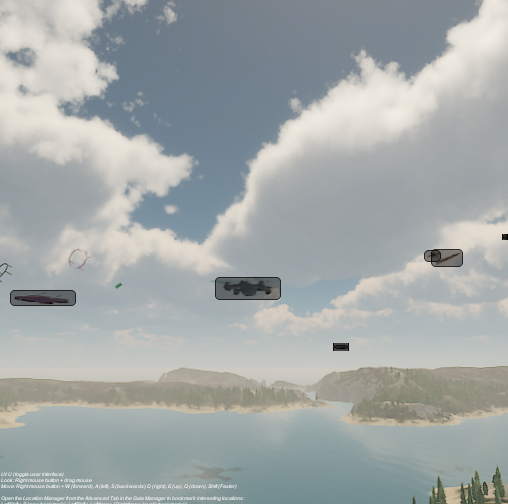 UI: U (toggle user interface)
Look: Right mouse button + drag mouse
Move: Right mouse button + W (forward), A (left), S (backwards) D (right), E (up), Q (down), Shift (Faster)
Open the Location Manager from the Advanced Tab in the Gaia Manager to bookmark interesting locations: